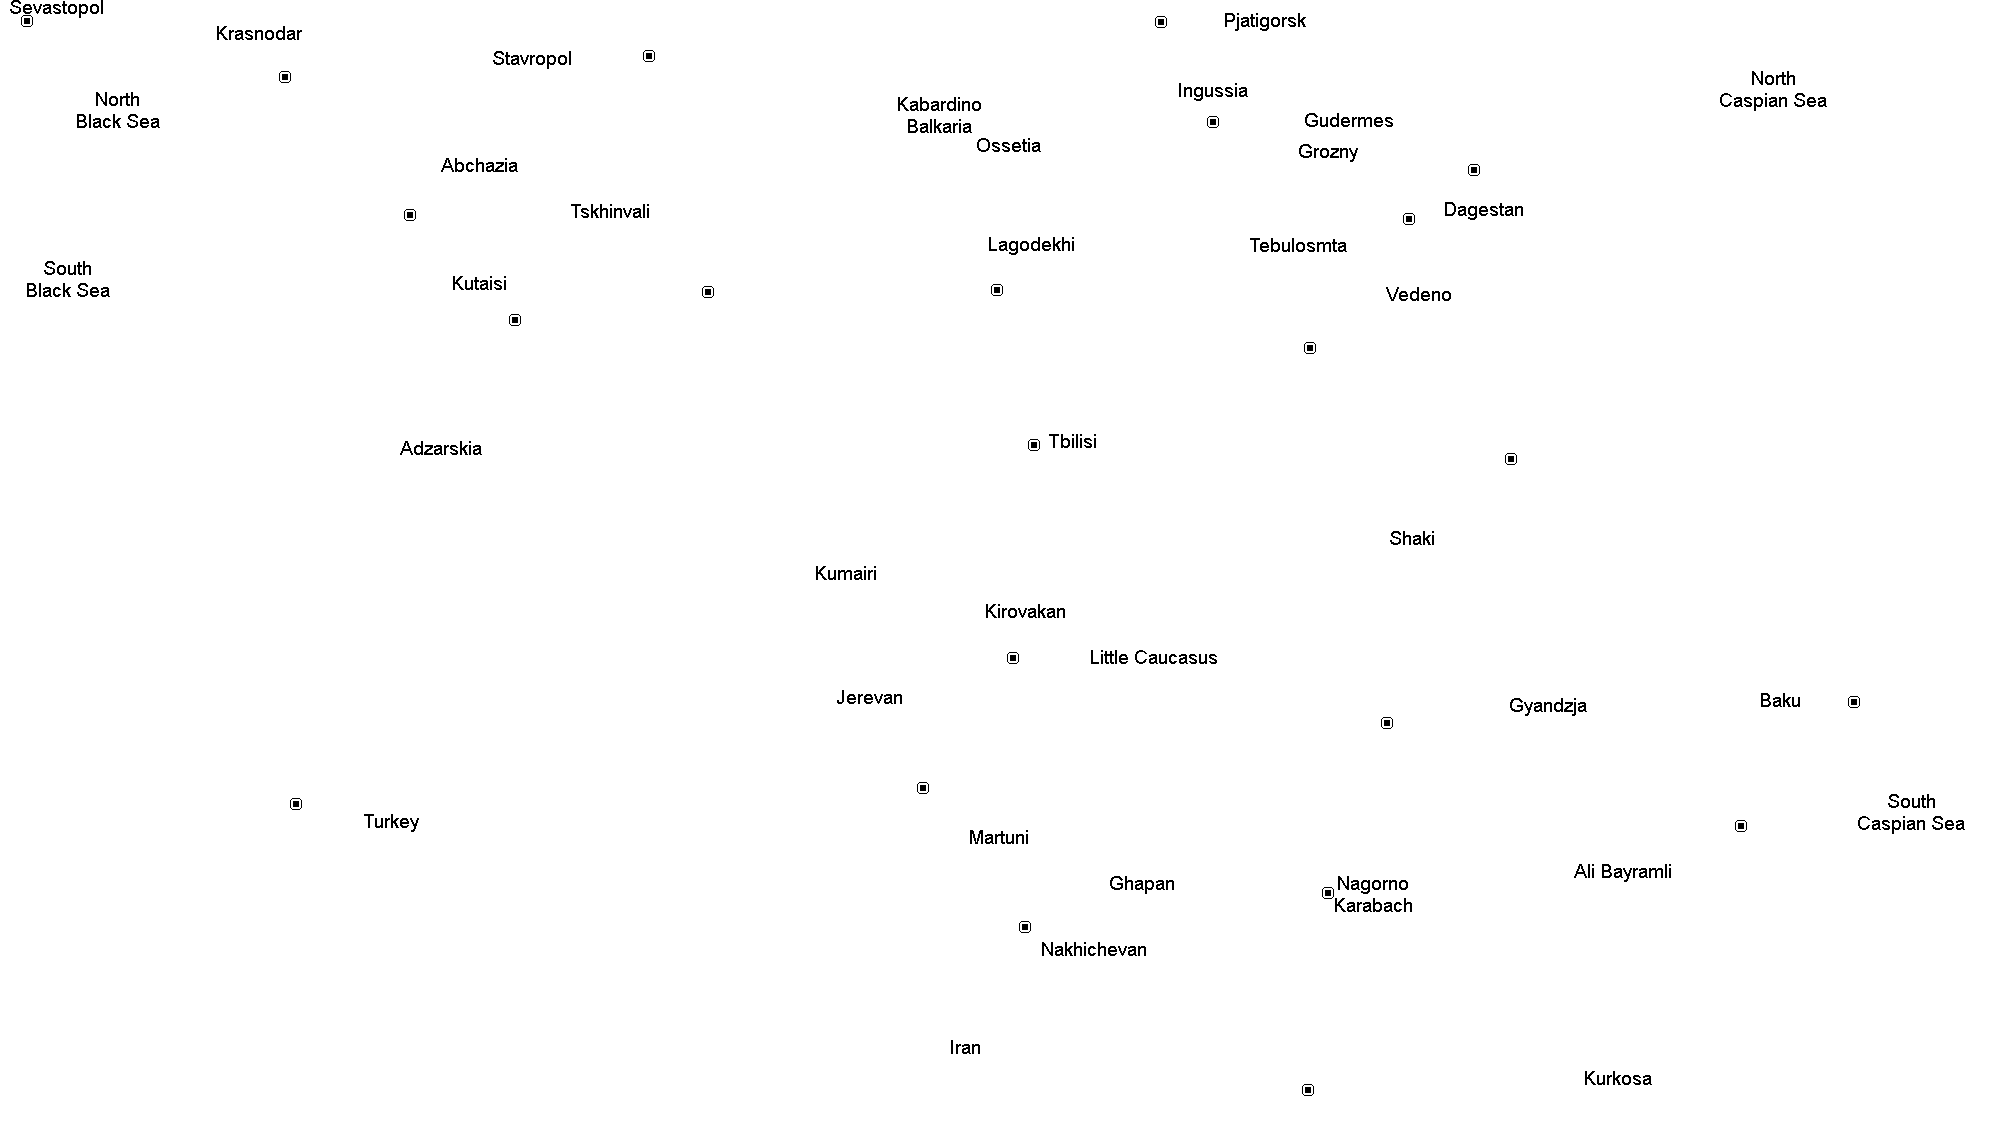 Sevastopol
Pjatigorsk
Krasnodar
Stavropol
North
Caspian Sea
Ingussia
North
Black Sea
Kabardino
Balkaria
Gudermes
Ossetia
Grozny
Abchazia
Tskhinvali
Dagestan
Lagodekhi
Tebulosmta
South
Black Sea
Kutaisi
Vedeno
Adzarskia
Tbilisi
Shaki
Kumairi
Kirovakan
Little Caucasus
Jerevan
Gyandzja
Baku
South
Caspian Sea
Turkey
Martuni
Ali Bayramli
Ghapan
Nagorno
Karabach
Nakhichevan
Iran
Kurkosa